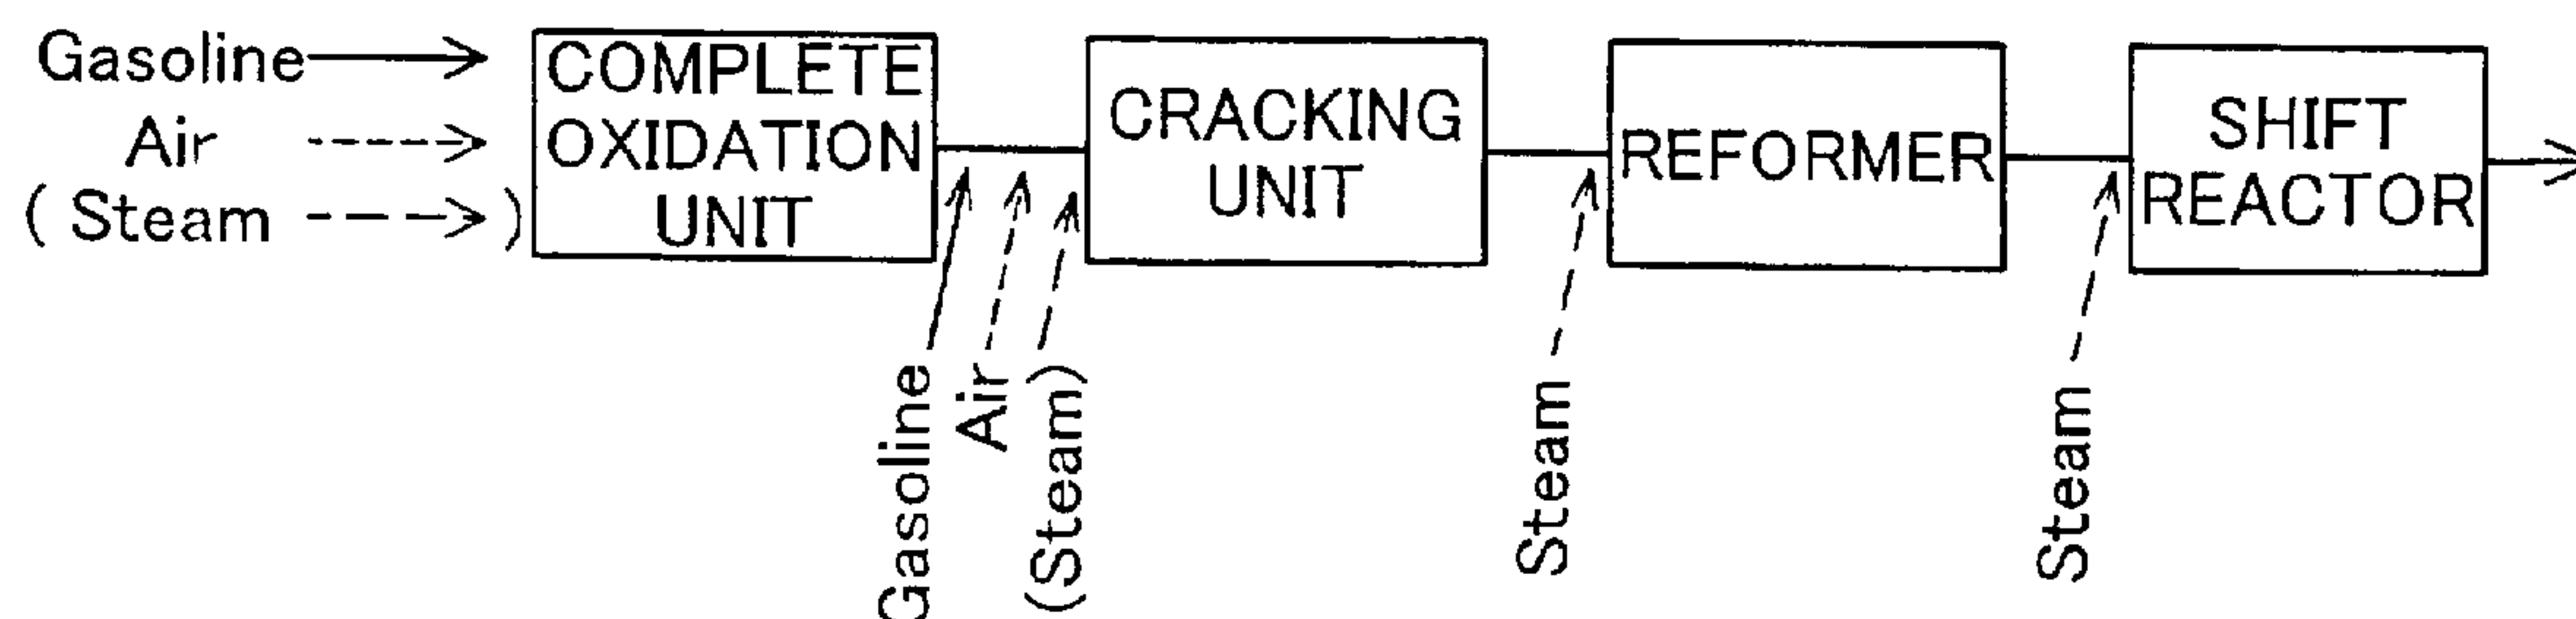 Gasoline
Air
( Steam )
COMPLETE
OXIDATION
UNIT
CRACKING
UNIT
REFORMER
SHIFT
REACTOR
Gasoline
Air
(Steam)
Steam
Steam